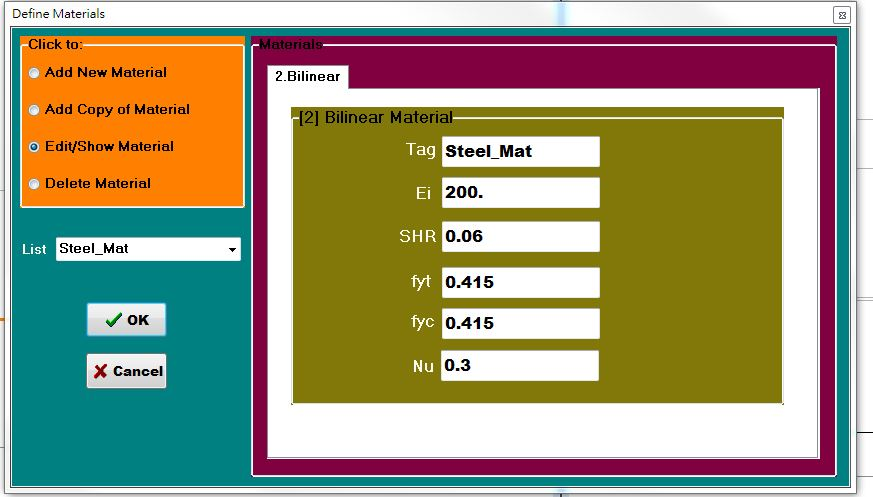 Define Materials
Click to:
Add New Material
Add Copy of Material
Edit/Show Material
Delete Material
List Steel_Mat
OK
Cancel
Materials
2.Bilinear
[2] Bilinear Material
Tag Steel_Mat
Ei 200.
SHR 0.06
fyt 0.415
fyc 0.415
Nu 0.3